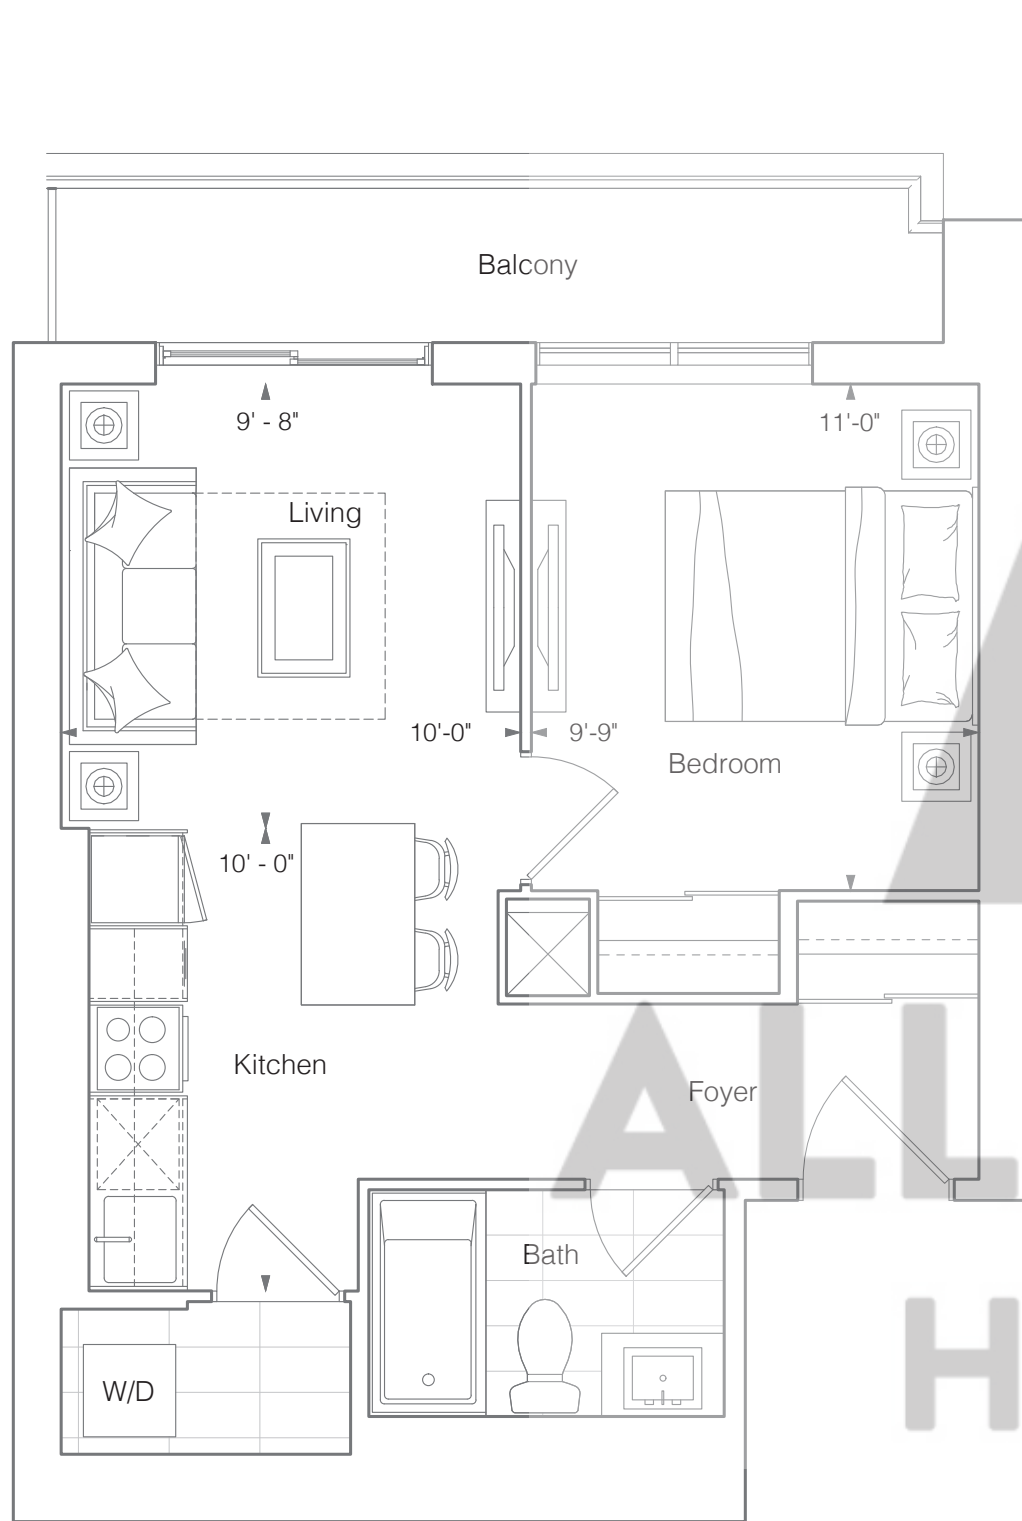 Balcony
9' - 8"
11'-0"
Living
10'-0"
9'-9"
Bedroom
10' - 0"
Kitchen
Foyer
ALL
Bath
H
W/D